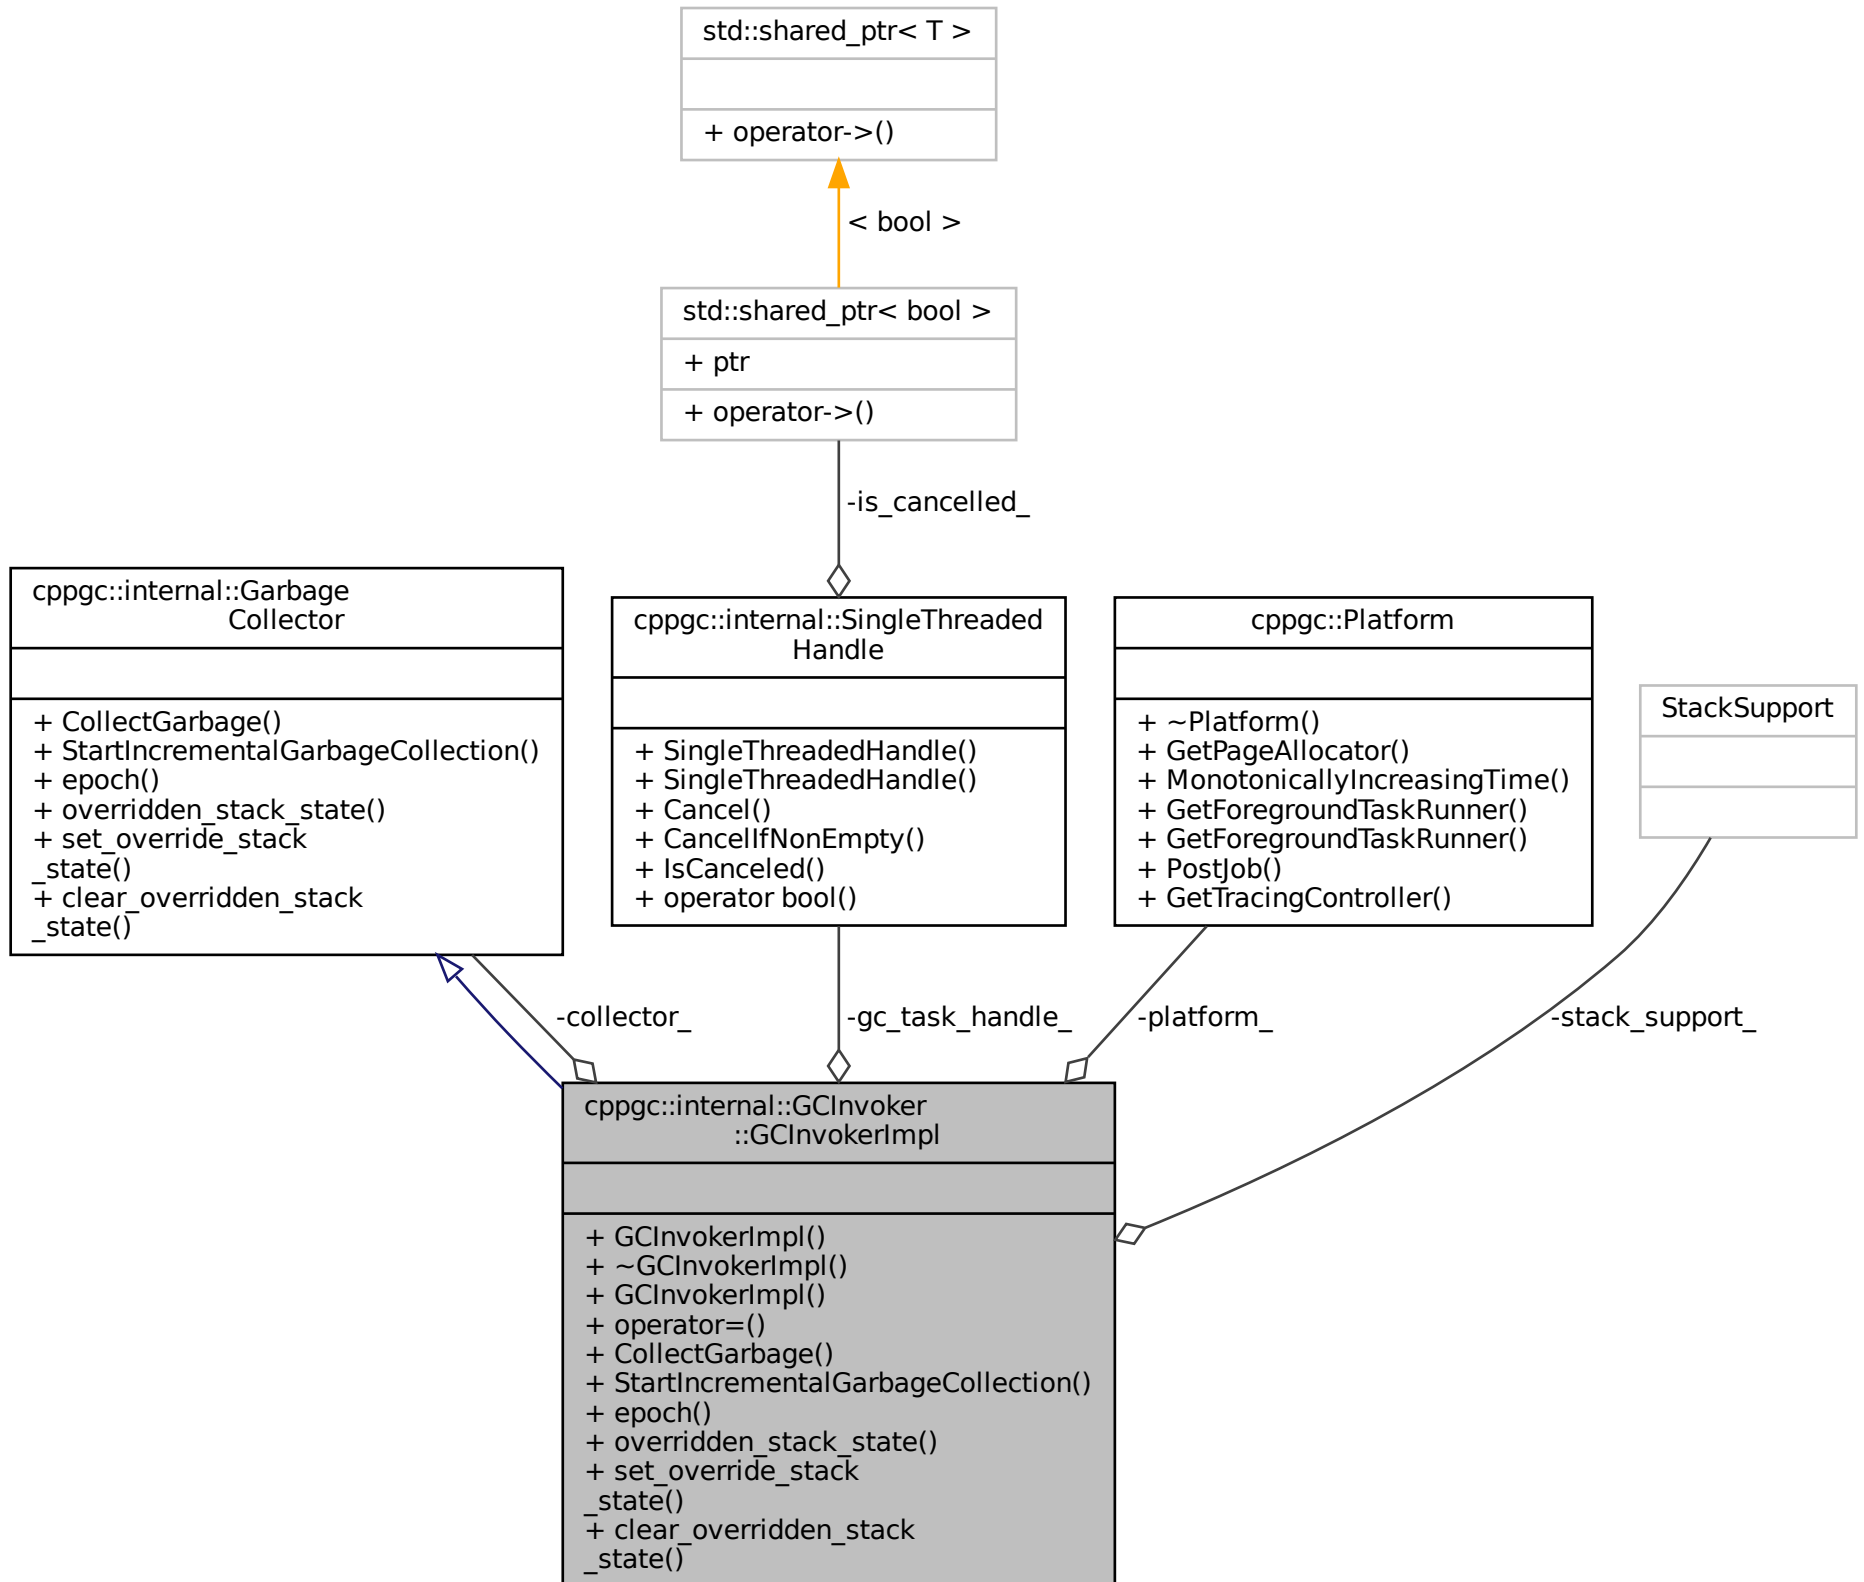 std::shared_ptr< T >
+ operator->()
< bool >
std::shared_ptr< bool >
+ ptr
+ operator->()
-is_cancelled_
cppgc::internal::Garbage
Collector
+ CollectGarbage()
+ StartIncrementalGarbageCollection()
+ epoch()
+ overridden_stack_state()
+ set_override_stack
_state()
+ clear_overridden_stack
_state()
cppgc::internal::SingleThreaded
Handle
+ SingleThreadedHandle()
+ SingleThreadedHandle()
+ Cancel()
+ CancelIfNonEmpty()
+ IsCanceled()
+ operator bool()
cppgc::Platform
+ ~Platform()
+ GetPageAllocator()
+ MonotonicallyIncreasingTime()
+ GetForegroundTaskRunner()
+ GetForegroundTaskRunner()
+ PostJob()
+ GetTracingController()
StackSupport
-collector_
-gc_task_handle_
-platform_
-stack_support_
cppgc::internal::GCInvoker
::GCInvokerImpl
+ GCInvokerImpl()
+ ~GCInvokerImpl()
+ GCInvokerImpl()
+ operator=()
+ CollectGarbage()
+ StartIncrementalGarbageCollection()
+ epoch()
+ overridden_stack_state()
+ set_override_stack
_state()
+ clear_overridden_stack
_state()